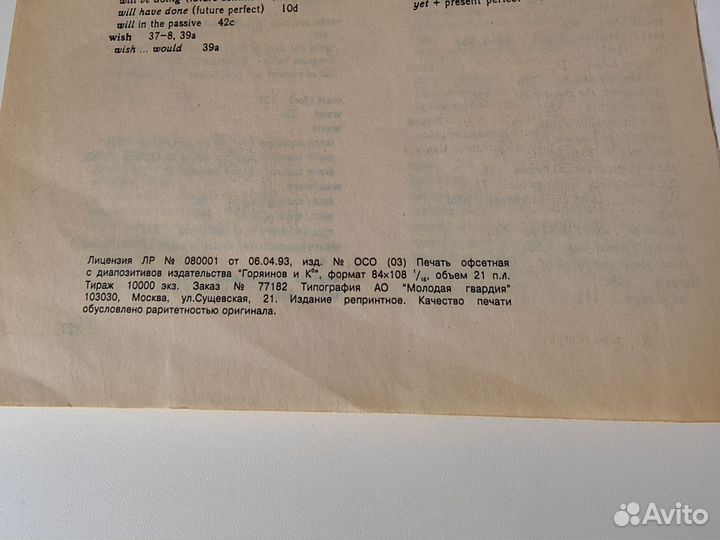 will have done (future perfect) 10d
will in the passive 42c
wish 37–8, 39a
wish ... would 39a
yet + present perfect
Лицензия ЛР № 080001 от 06.04.93, изд. № ОСО (03) Печать офсетная
с диапозитивов издательства "Горяинов и К°", формат 84×108 1/16, объем 21 п.л.
Тираж 10000 экз. Заказ № 77182 Типография АО "Молодая гвардия"
103030, Москва, ул.Сущевская, 21. Издание репринтное. Качество печати
обусловлено раритетностью оригинала.
Avito